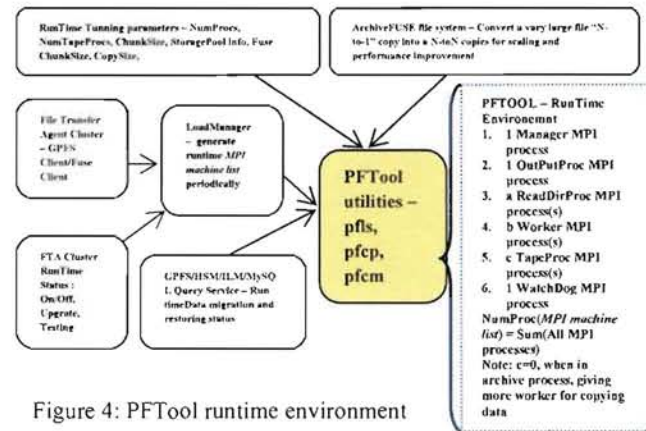 RunTime Tunning parameters – NumProcs,
NumTapeProcs, ChunkSize, StoragePool Info, Fuse
ChunkSize, CopySize,
ArchiveFUSE file system – Convert a vary large file “N-
to-1” copy into a N-toN copies for scaling and
performance improvement
File Transfer
Agent Cluster
– GPFS
Client/Fuse
Client
LoadManager
– generate
runtime MPI
machine list
periodically
PFTool
utilities –
pfls,
pfcp,
pfcm
FTA Cluster
RunTime
Status :
On/Off,
Upgrate,
Testing
GPFS/HSM/ILM/MySQ
L Query Service – Run
timeData migration and
restoring status
PFTOOL – RunTime
Environemnt
1. 1 Manager MPI
process
2. 1 OutPutProc MPI
process
3. a ReadDirProc MPI
process(s)
4. b Worker MPI
process(s)
5. c TapeProc MPI
process(s)
6. 1 WatchDog MPI
process
NumProc(MPI machine
list) = Sum(All MPI
processes)
Note: c=0, when in
archive process, giving
more worker for copying
data
Figure 4: PFTool runtime environment